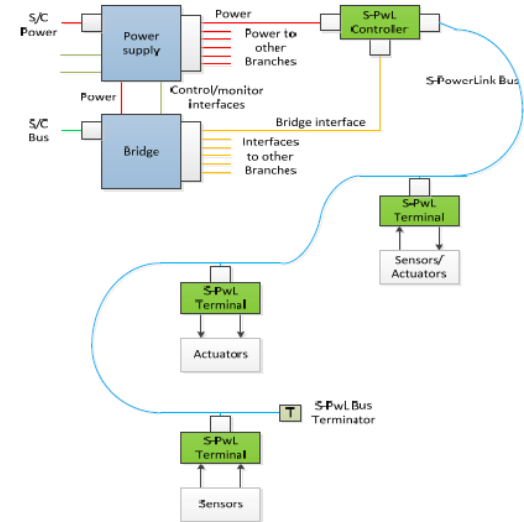 S/C
Power
Power
supply
Power
Power to
other
Branches
S-PwL
Controller
S-PowerLink Bus
Power
Control/monitor
interfaces
S/C
Bus
Bridge
Bridge interface
Interfaces
to other
Branches
S-PwL
Terminal
Sensors/
Actuators
S-PwL
Terminal
Actuators
T
S-PwL Bus
Terminator
S-PwL
Terminal
Sensors